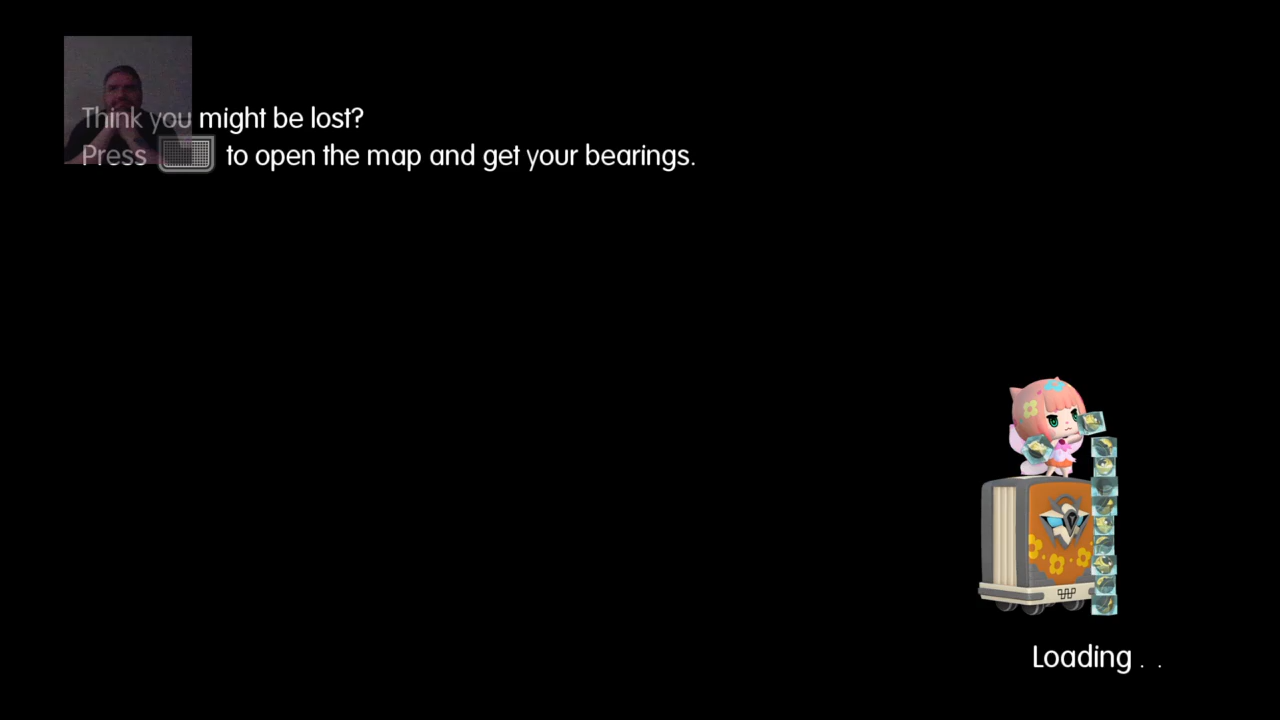 Think you might be lost?
Press to open the map and get your bearings.
Loading . .